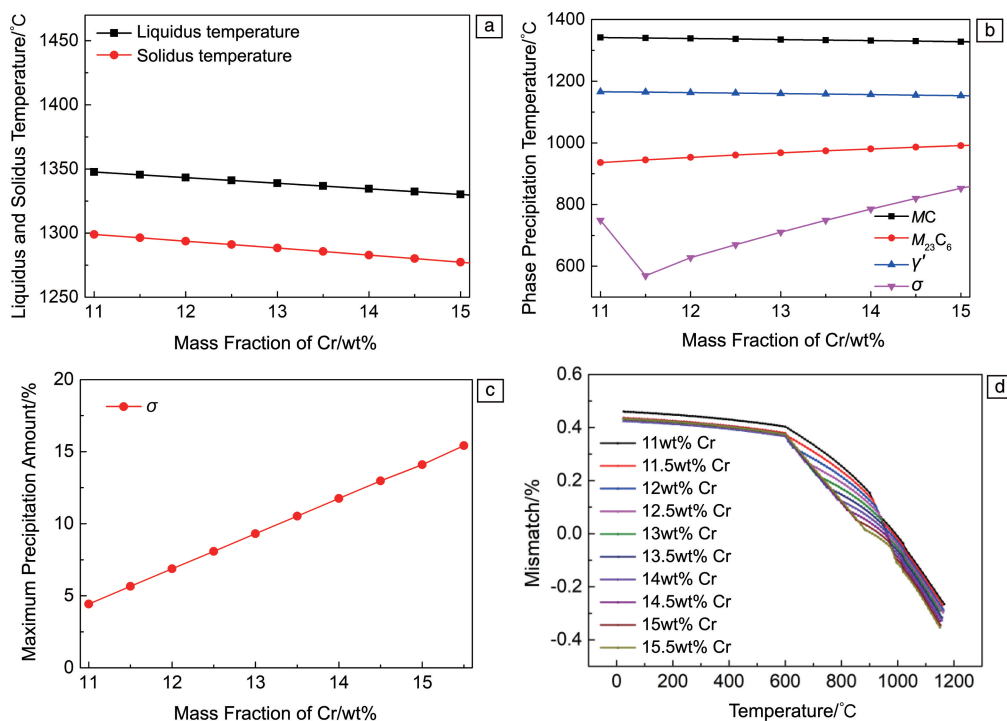 a
Liquidus temperature
Solidus temperature
Liquidus and Solidus Temperature/℃
1450
1400
1350
1300
1250
11 12 13 14 15
Mass Fraction of Cr/wt%
b
Phase Precipitation Temperature/℃
1400
1200
1000
800
600
MC
M23C6
γ′
σ
11 12 13 14 15
Mass Fraction of Cr/wt%
c
σ
Maximum Precipitation Amount/%
20
15
10
5
0
11 12 13 14 15
Mass Fraction of Cr/wt%
d
Mismatch/%
0.6
0.4
0.2
0.0
-0.2
-0.4
11wt% Cr
11.5wt% Cr
12wt% Cr
12.5wt% Cr
13wt% Cr
13.5wt% Cr
14wt% Cr
14.5wt% Cr
15wt% Cr
15.5wt% Cr
0 200 400 600 800 1000 1200
Temperature/℃